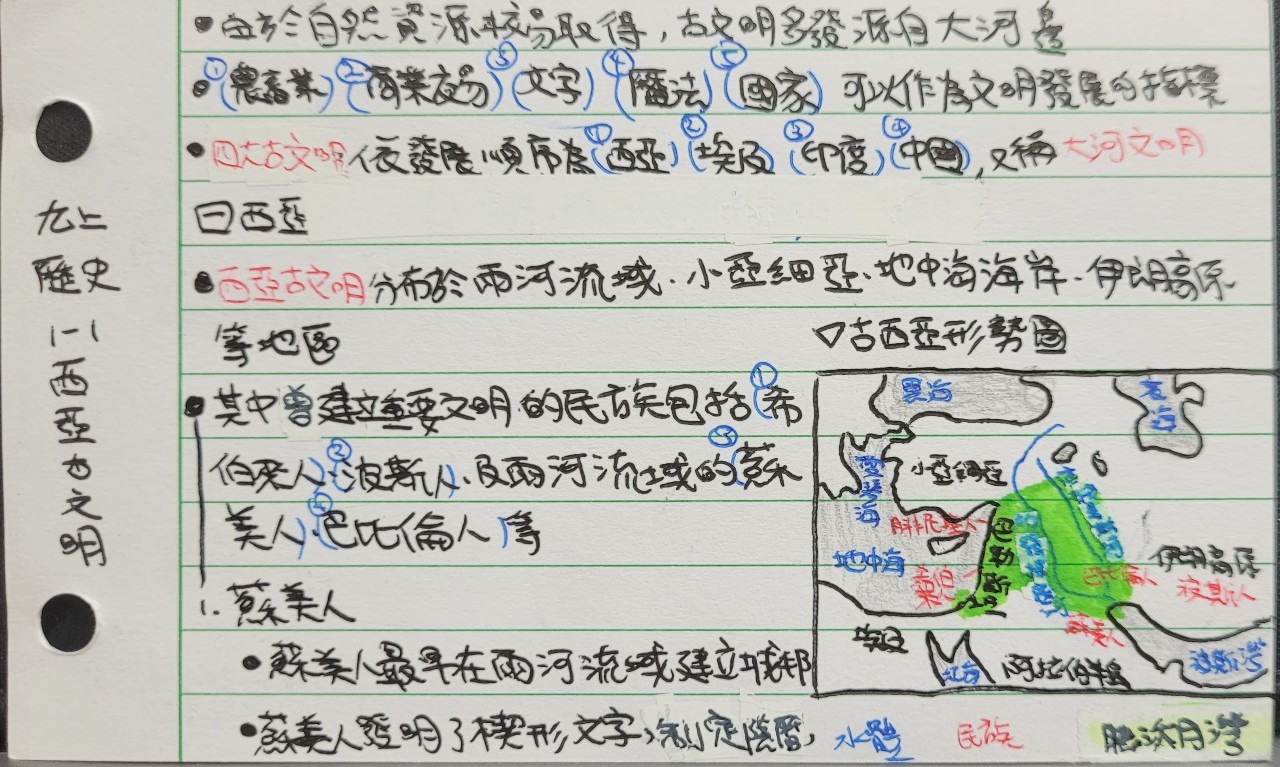 九上
歷史
1-1
西亞古文明
•由於自然資源較易取得,古文明多發源自大河邊
•①(農畜業)②(商業交易)③(文字)④(曆法)⑤(國家)可以作為文明發展的指標
•四大古文明依發展順序為①(西亞)②(埃及)③(印度)④(中國),又稱大河文明
曰西亞
•西亞古文明分布於兩河流域、小亞細亞、地中海海岸、伊朗高原
等地區
▽古西亞形勢圖
•其中曾建立重要文明的民族包括①(希
伯來人)②(波斯人)、及兩河流域的③(蘇
美人)④(巴比倫人)等
1.蘇美人
•蘇美人最早在兩河流域建立城邦
•蘇美人發明了楔形文字,制定陰曆,
黑海
裏海
愛琴海
小亞細亞
腓尼基人
地中海
巴勒斯坦
希伯來人
巴比倫人
伊朗高原
波斯人
蘇美人
埃及
紅海
阿拉伯半島
波斯灣
水體 民族 肥沃月灣